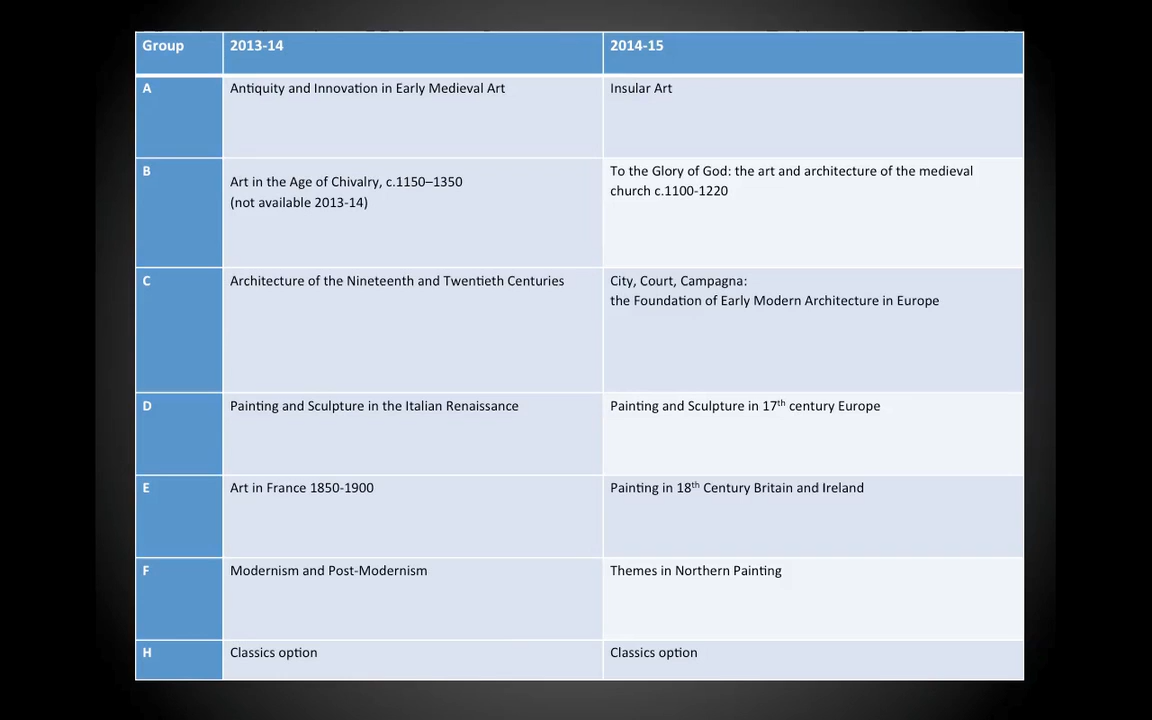 Group 2013-14 2014-15
A Antiquity and Innovation in Early Medieval Art Insular Art
B
Art in the Age of Chivalry, c.1150–1350
(not available 2013-14)
To the Glory of God: the art and architecture of the medieval
church c.1100-1220
C Architecture of the Nineteenth and Twentieth Centuries
City, Court, Campagna:
the Foundation of Early Modern Architecture in Europe
D Painting and Sculpture in the Italian Renaissance Painting and Sculpture in 17th century Europe
E Art in France 1850-1900 Painting in 18th Century Britain and Ireland
F Modernism and Post-Modernism Themes in Northern Painting
H Classics option Classics option